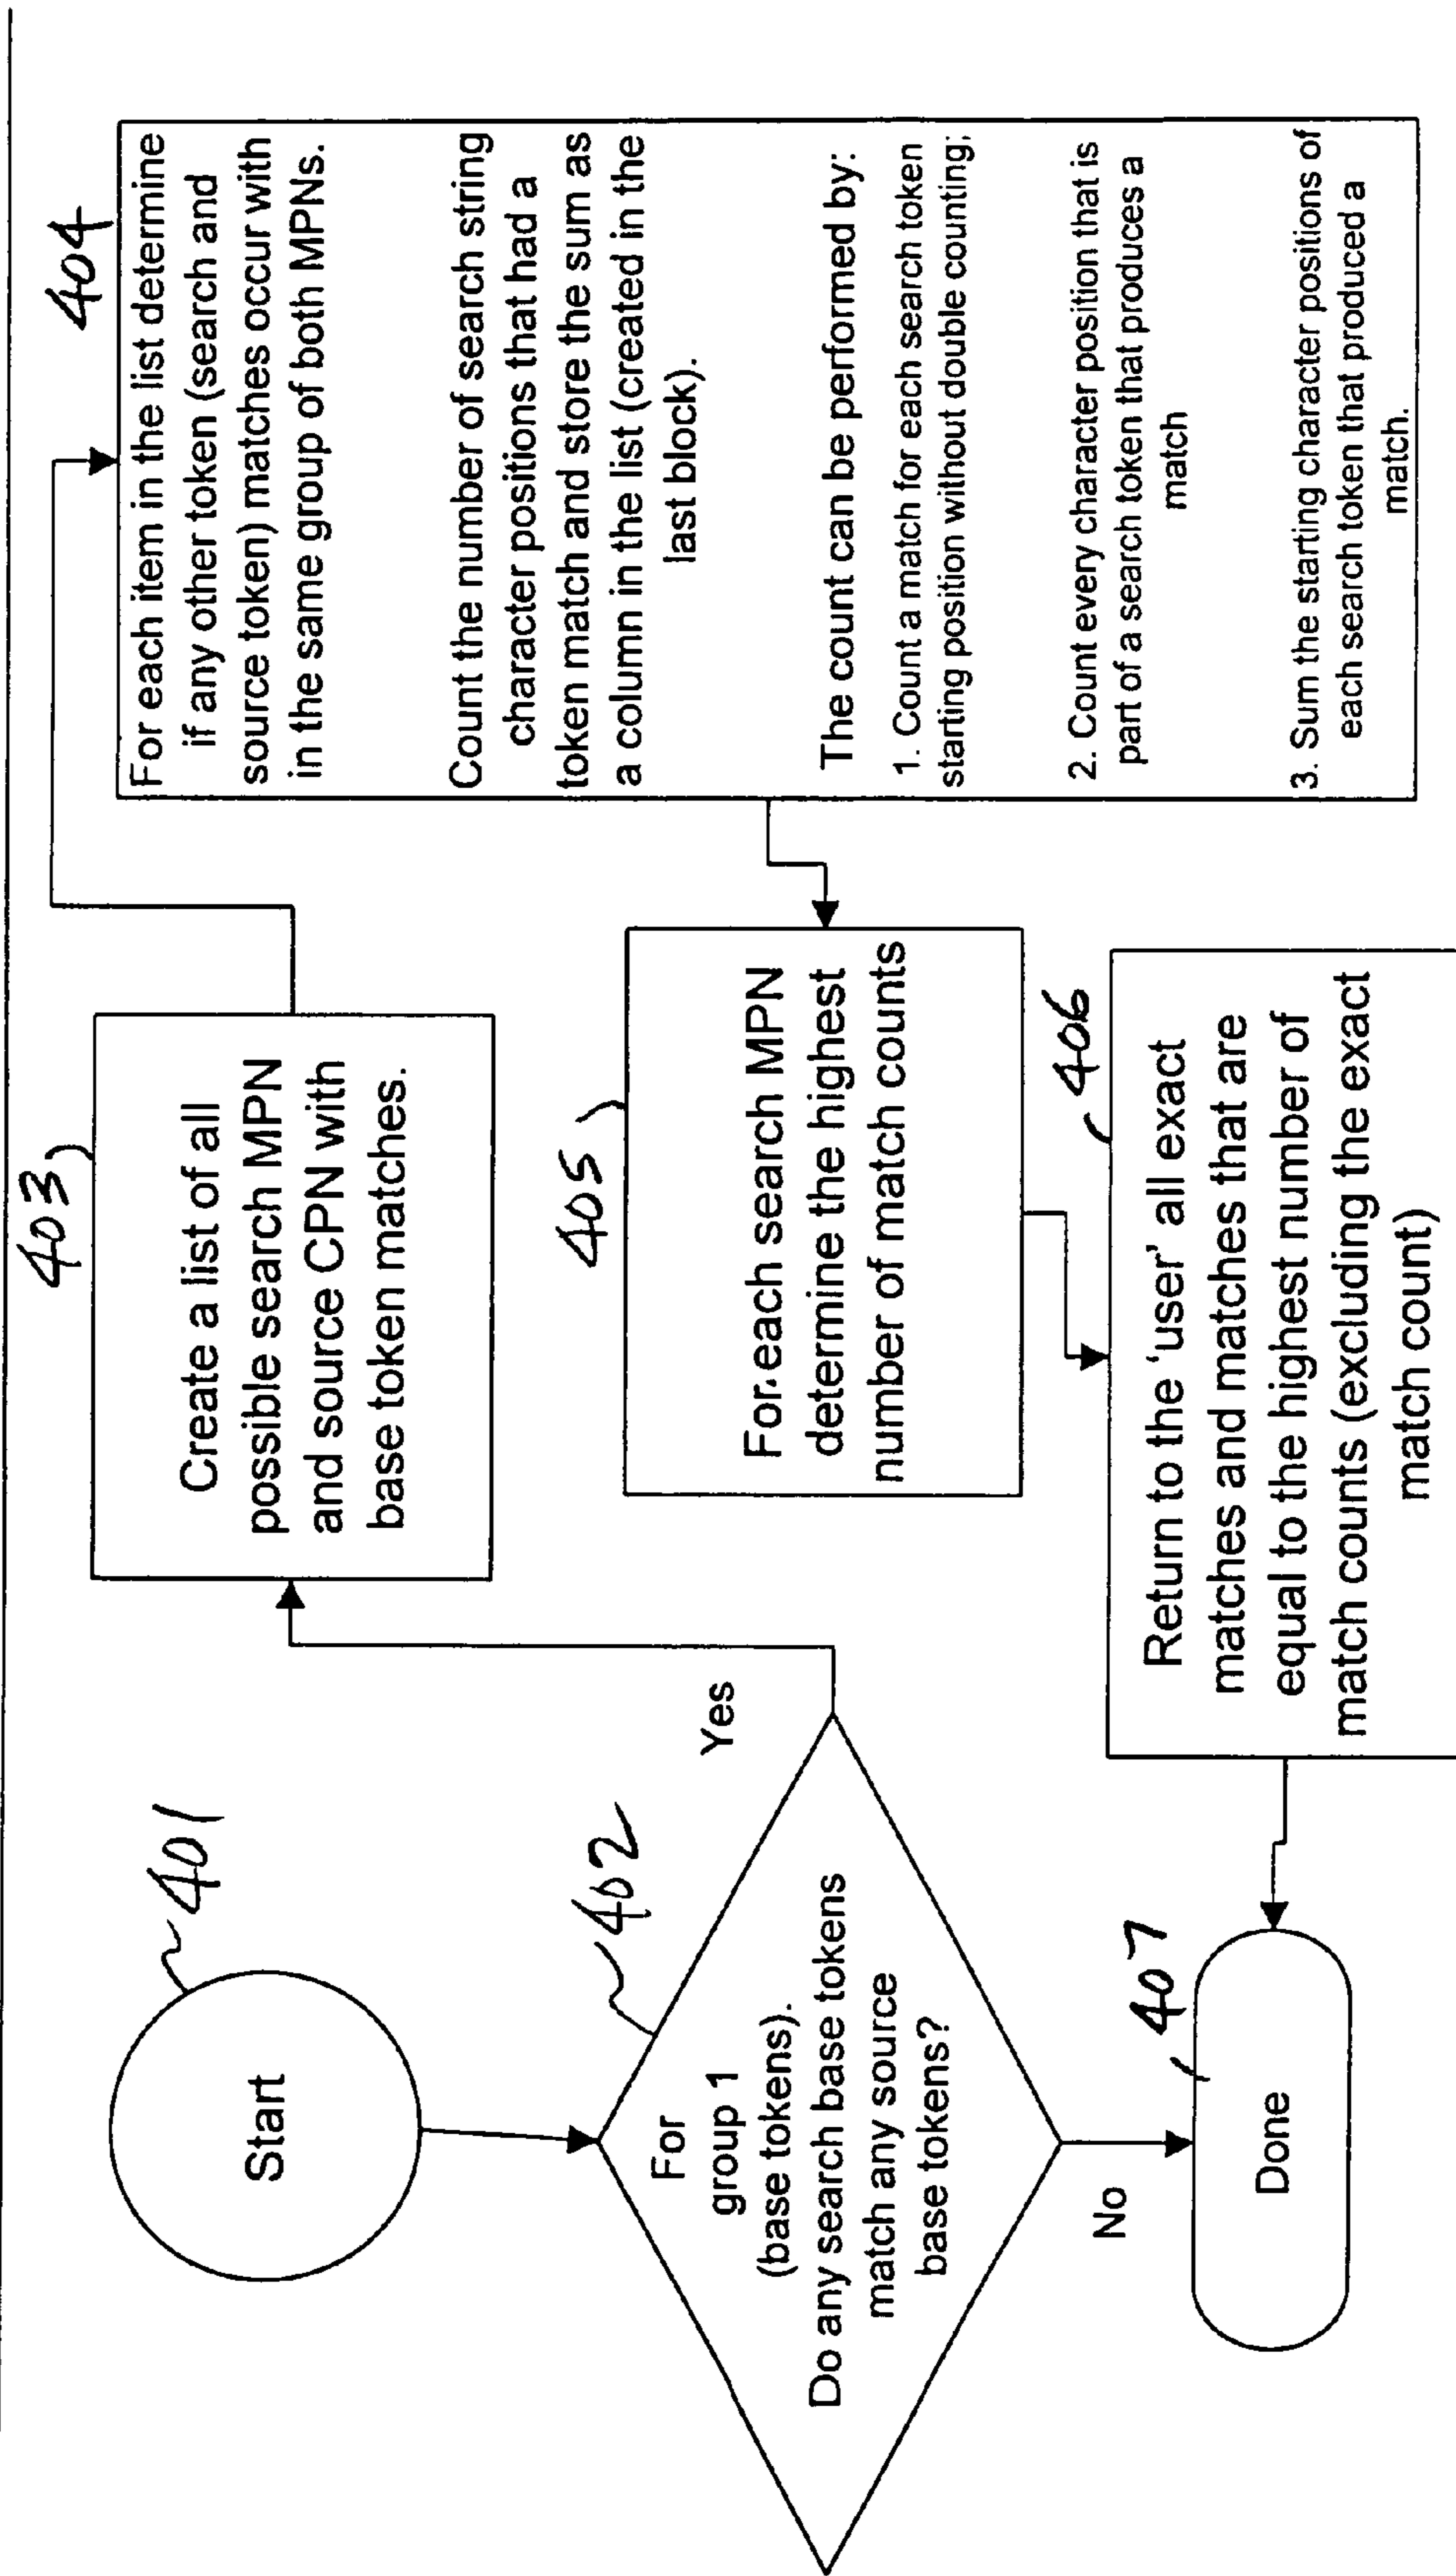 401
Start
402
For
group 1
(base tokens).
Do any search base tokens
match any source
base tokens?
Yes
No
403
Create a list of all
possible search MPN
and source CPN with
base token matches.
404
For each item in the list determine
if any other token (search and
source token) matches occur with
in the same group of both MPNs.
Count the number of search string
character positions that had a
token match and store the sum as
a column in the list (created in the
last block).
The count can be performed by:
1. Count a match for each search token
starting position without double counting;
2. Count every character position that is
part of a search token that produces a
match
3. Sum the starting character positions of
each search token that produced a
match.
405
For each search MPN
determine the highest
number of match counts
406
Return to the 'user' all exact
matches and matches that are
equal to the highest number of
match counts (excluding the exact
match count)
407
Done